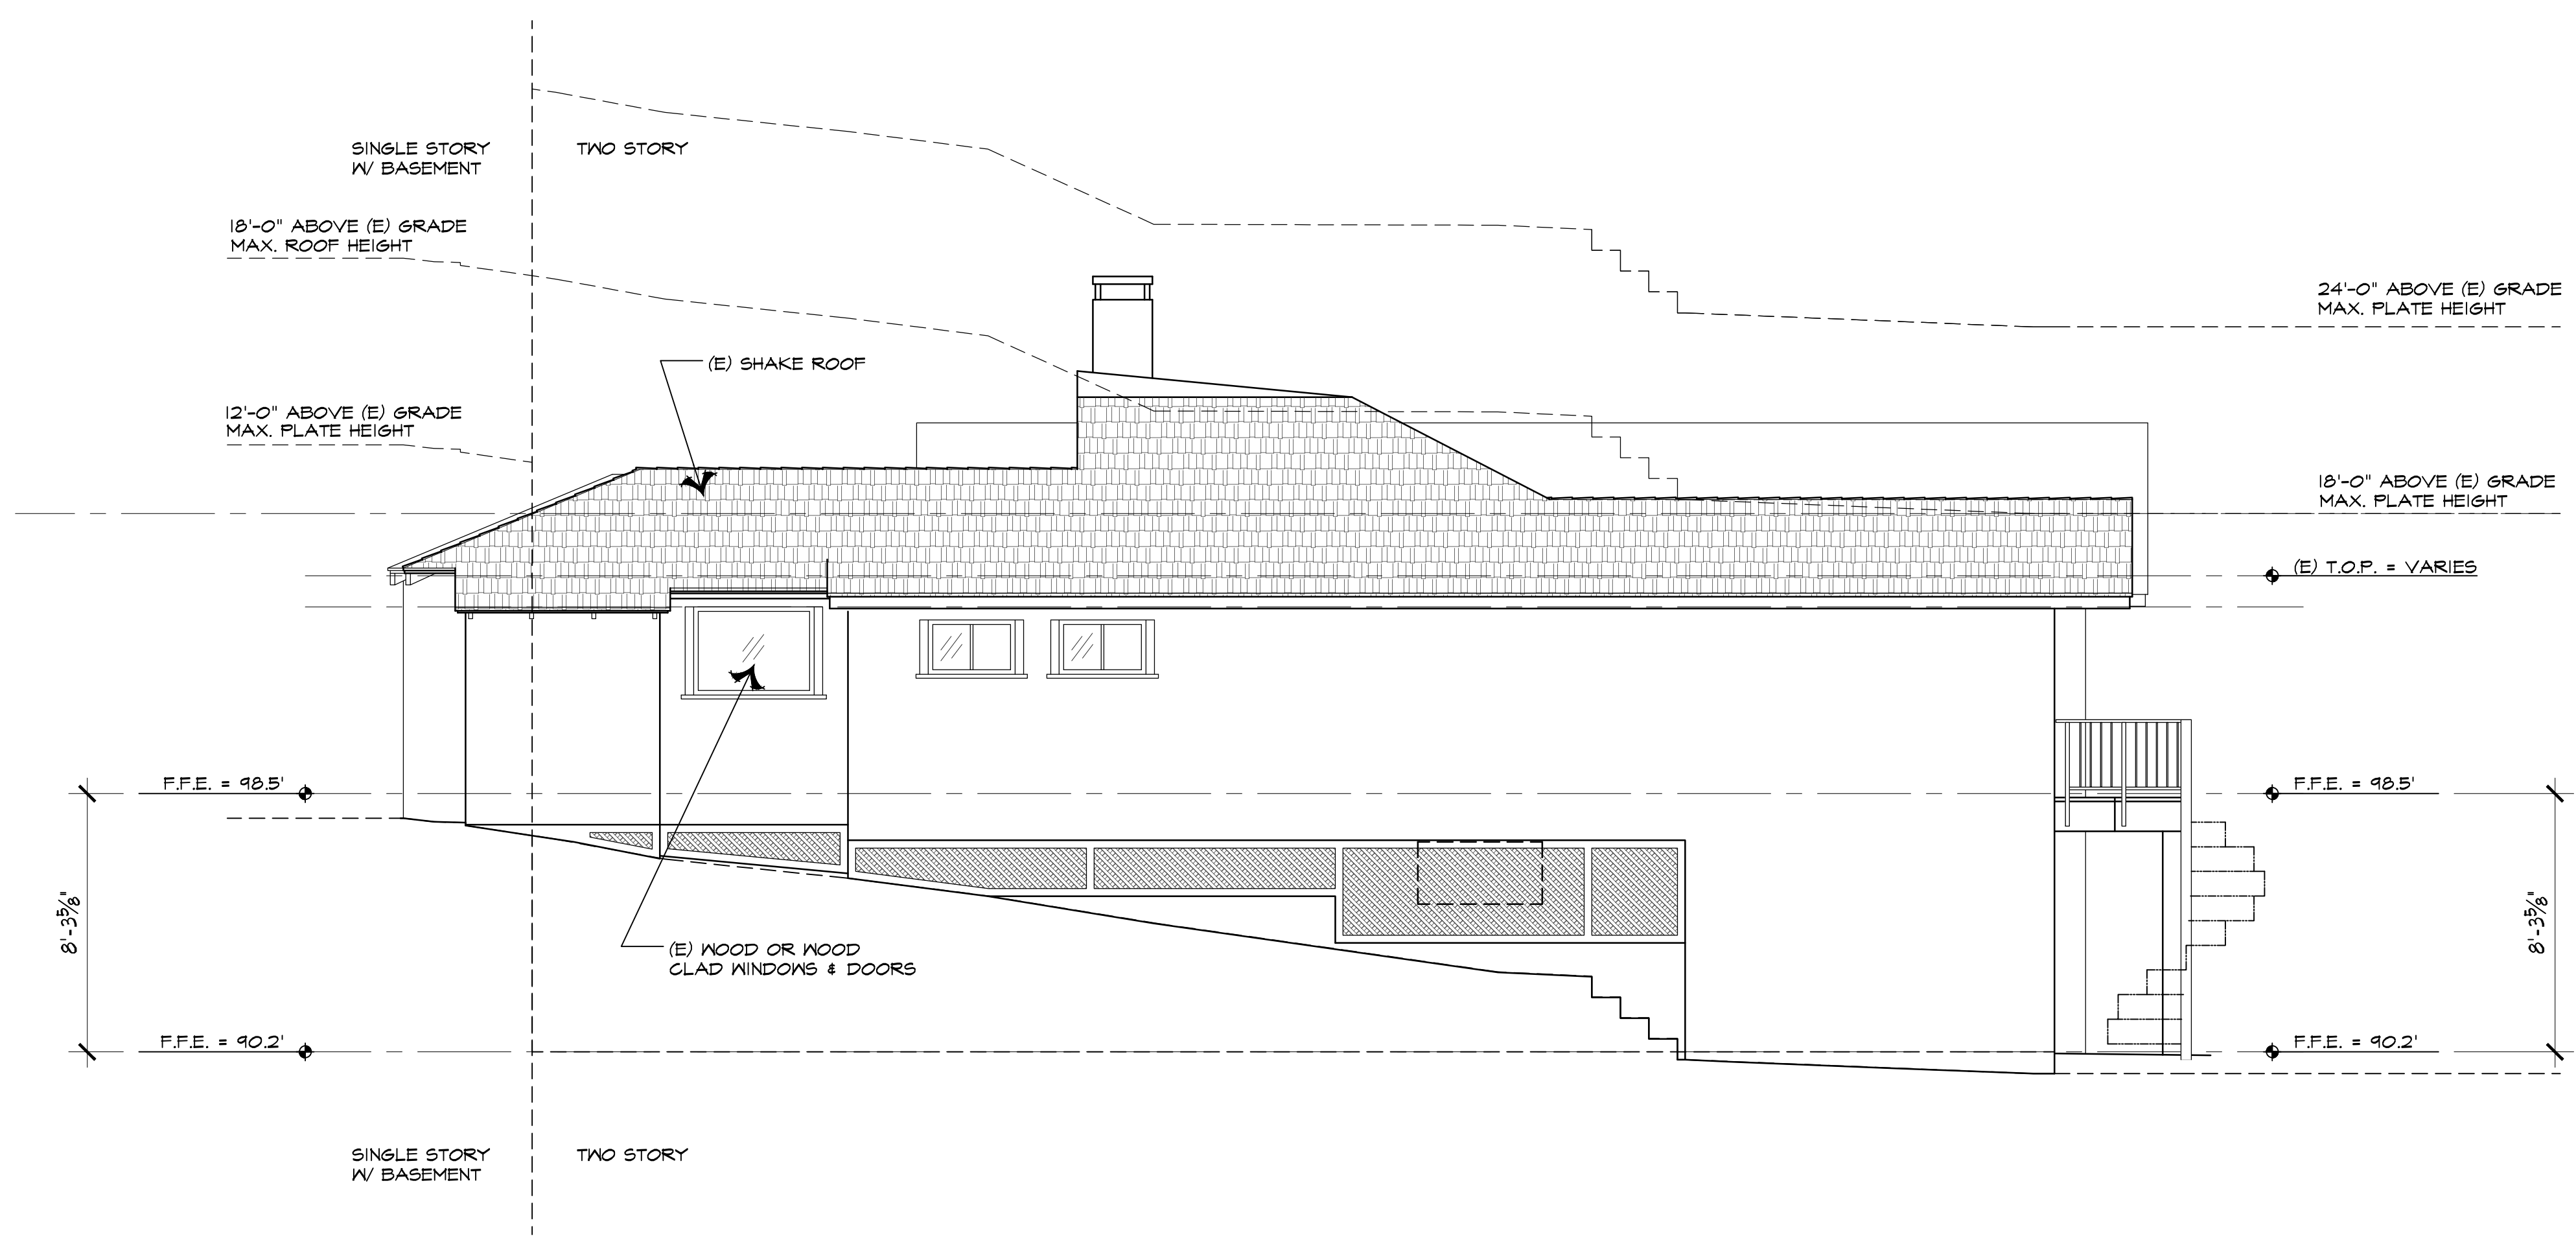 SINGLE STORY
W/ BASEMENT
TWO STORY
18'-0" ABOVE (E) GRADE
MAX. ROOF HEIGHT
24'-0" ABOVE (E) GRADE
MAX. PLATE HEIGHT
(E) SHAKE ROOF
12'-0" ABOVE (E) GRADE
MAX. PLATE HEIGHT
18'-0" ABOVE (E) GRADE
MAX. PLATE HEIGHT
(E) T.O.P. = VARIES
F.F.E. = 98.5'
F.F.E. = 98.5'
8'-3⅝"
8'-3⅝"
(E) WOOD OR WOOD
CLAD WINDOWS & DOORS
F.F.E. = 90.2'
F.F.E. = 90.2'
SINGLE STORY
W/ BASEMENT
TWO STORY